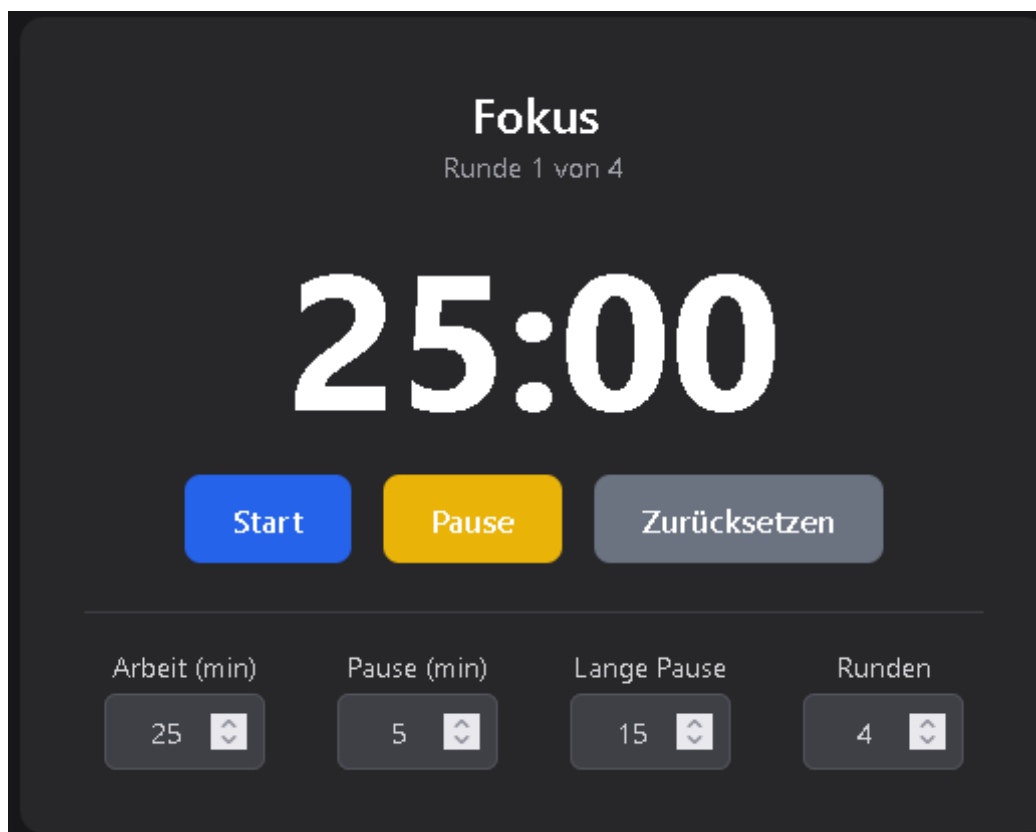 Fokus
Runde 1 von 4
25:00
Start Pause Zurücksetzen
Arbeit (min) Pause (min) Lange Pause Runden
25 5 15 4